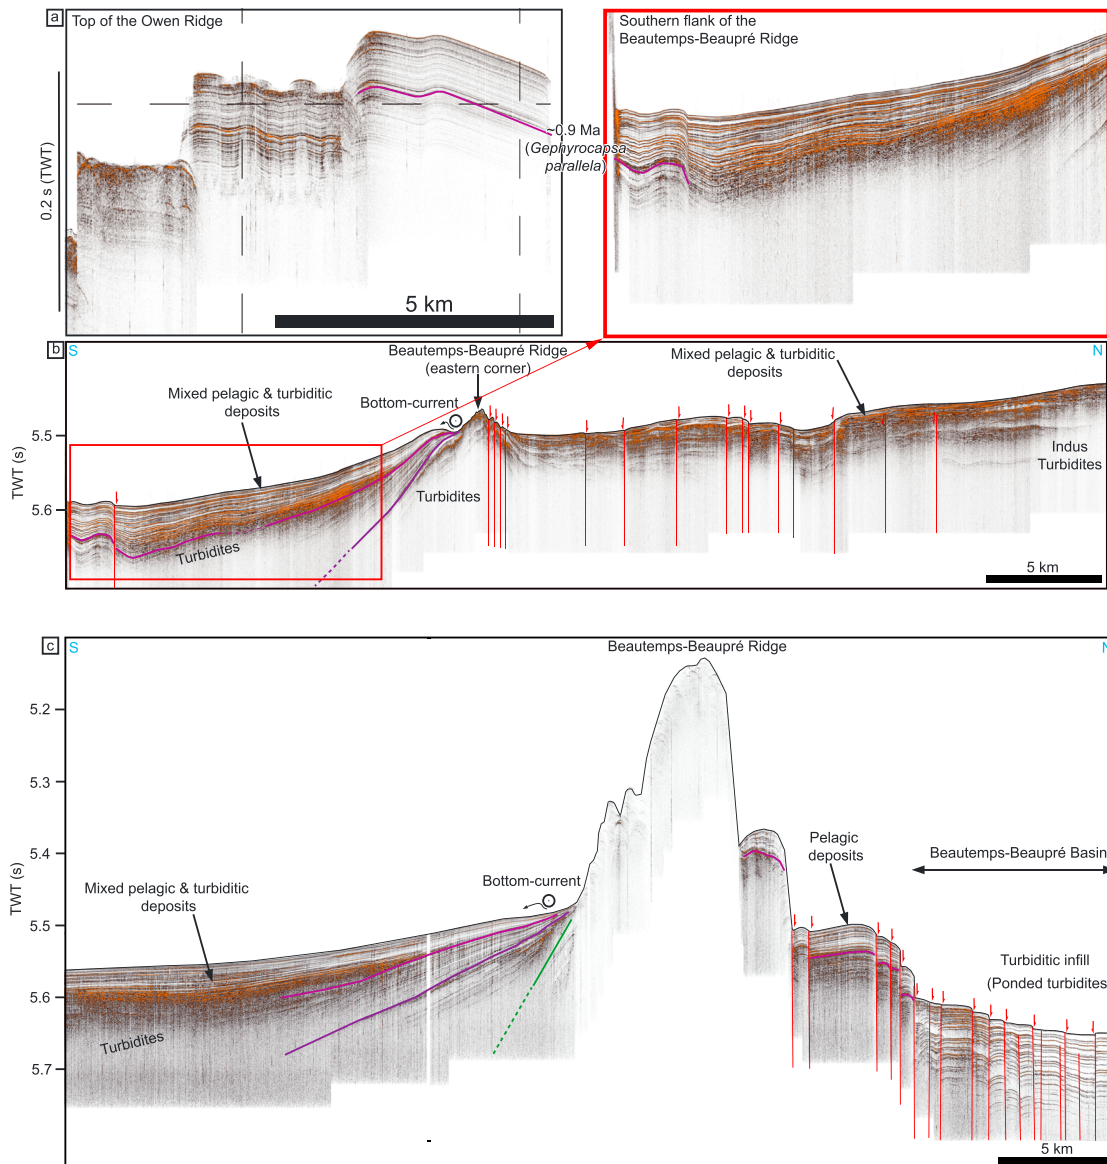 a
Top of the Owen Ridge
0.2 s (TWT)
~0.9 Ma
(Gephyrocapsa
parallela)
5 km
Southern flank of the
Beautemps-Beaupré Ridge
b
S
N
Beautemps-Beaupré Ridge
(eastern corner)
Mixed pelagic & turbiditic
deposits
Mixed pelagic & turbiditic
deposits
Bottom-current
TWT (s)
5.5
5.6
Turbidites
Turbidites
Indus
Turbidites
5 km
c
S
N
Beautemps-Beaupré Ridge
TWT (s)
5.2
5.3
5.4
5.5
5.6
5.7
Pelagic
deposits
Beautemps-Beaupré Basin
Mixed pelagic & turbiditic
deposits
Bottom-current
Turbiditic infill
(Ponded turbidites
Turbidites
5 km